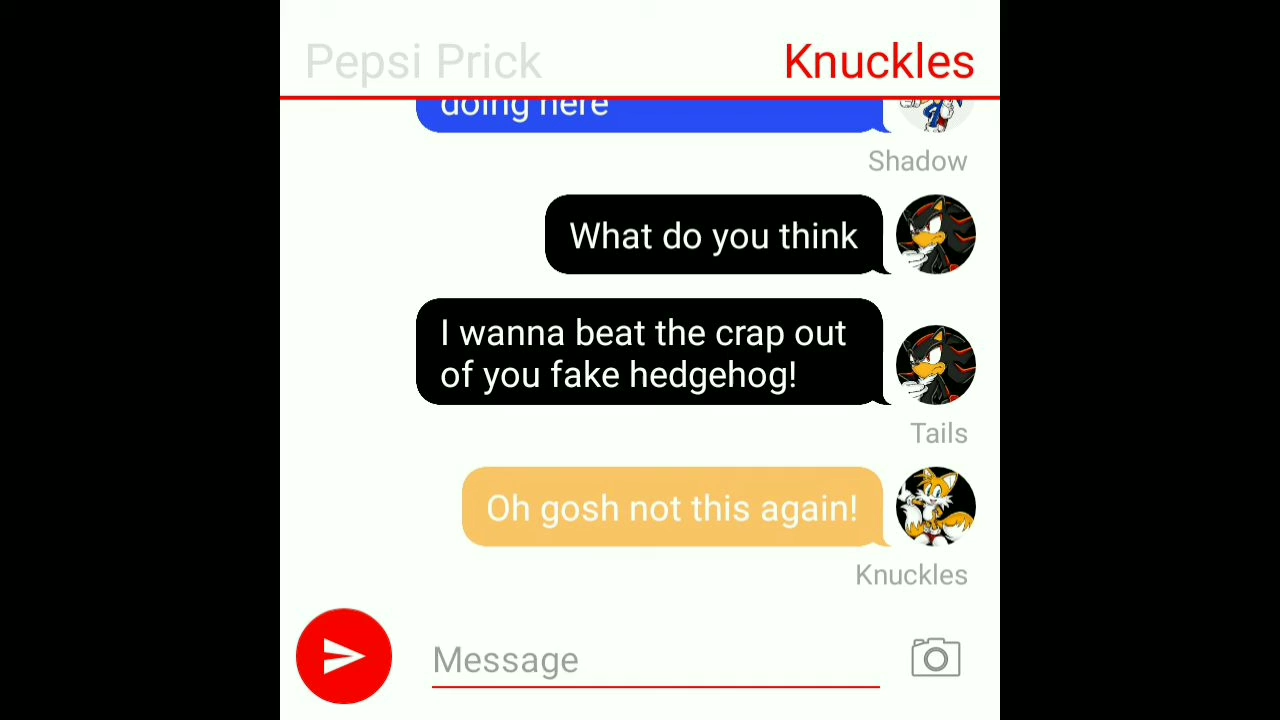 Pepsi Prick
Knuckles
doing here
Shadow
What do you think
I wanna beat the crap out
of you fake hedgehog!
Tails
Oh gosh not this again!
Knuckles
Message